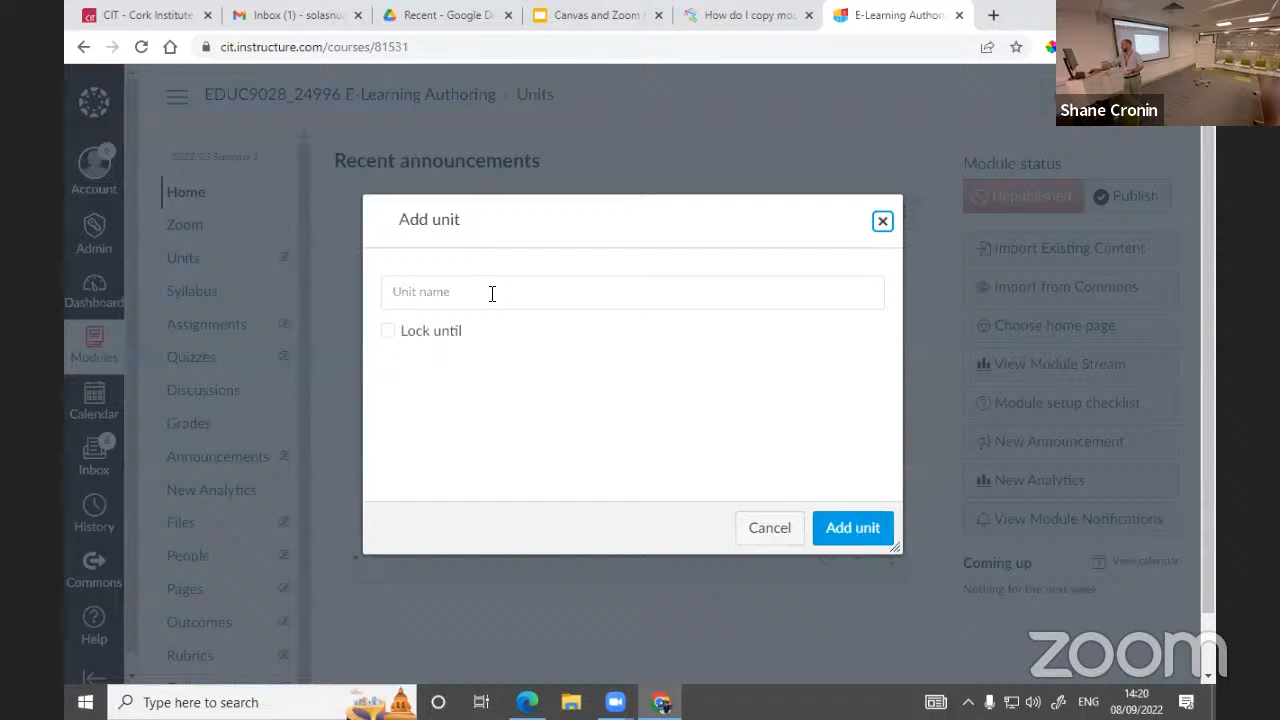 CIT - Cork Institute
Inbox (1) - solasnu
Recent - Google D
Canvas and Zoom
How do I copy mo
E-Learning Author
cit.instructure.com/courses/81531
Shane Cronin
EDUC9028_24996 E-Learning Authoring > Units
Recent announcements
Module status
Unpublished
Publish
Account
6
Admin
Dashboard
Modules
Calendar
Inbox
8
History
Commons
Help
Home
Zoom
Units
Syllabus
Assignments
Quizzes
Discussions
Grades
Announcements
New Analytics
Files
People
Pages
Outcomes
Rubrics
Add unit
Unit name
Lock until
Cancel
Add unit
Import Existing Content
Import from Commons
Choose home page
View Module Stream
Module setup checklist
New Announcement
New Analytics
View Module Notifications
Coming up
View calendar
Nothing for the next week
zoom
Type here to search
ENG
14:20
08/09/2022